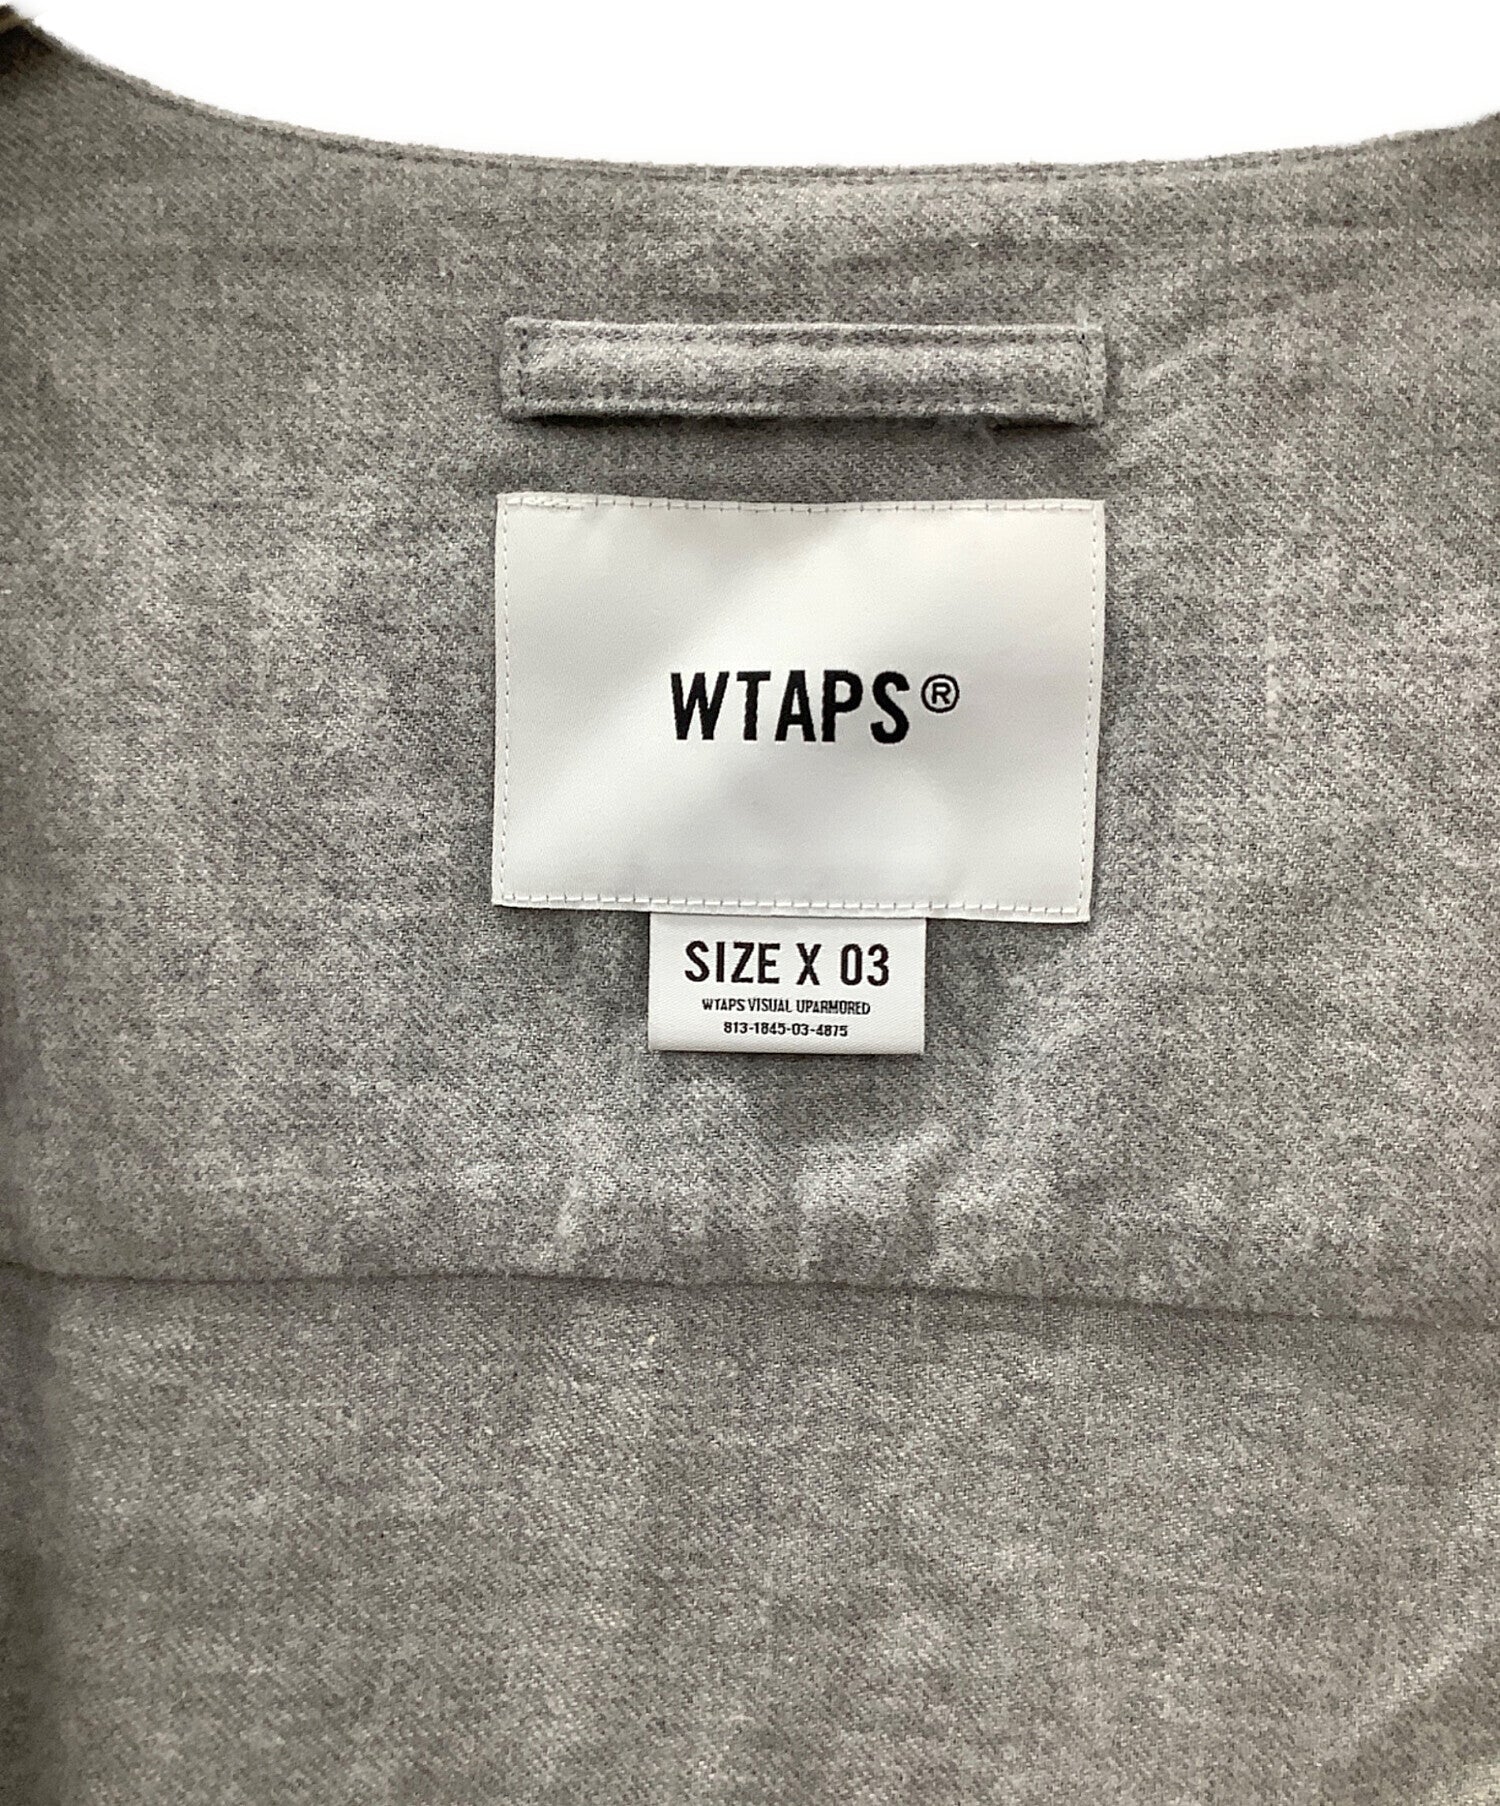 WTAPS®
SIZE X 03
WTAPS VISUAL UPARMORED
813-1845-03-4875